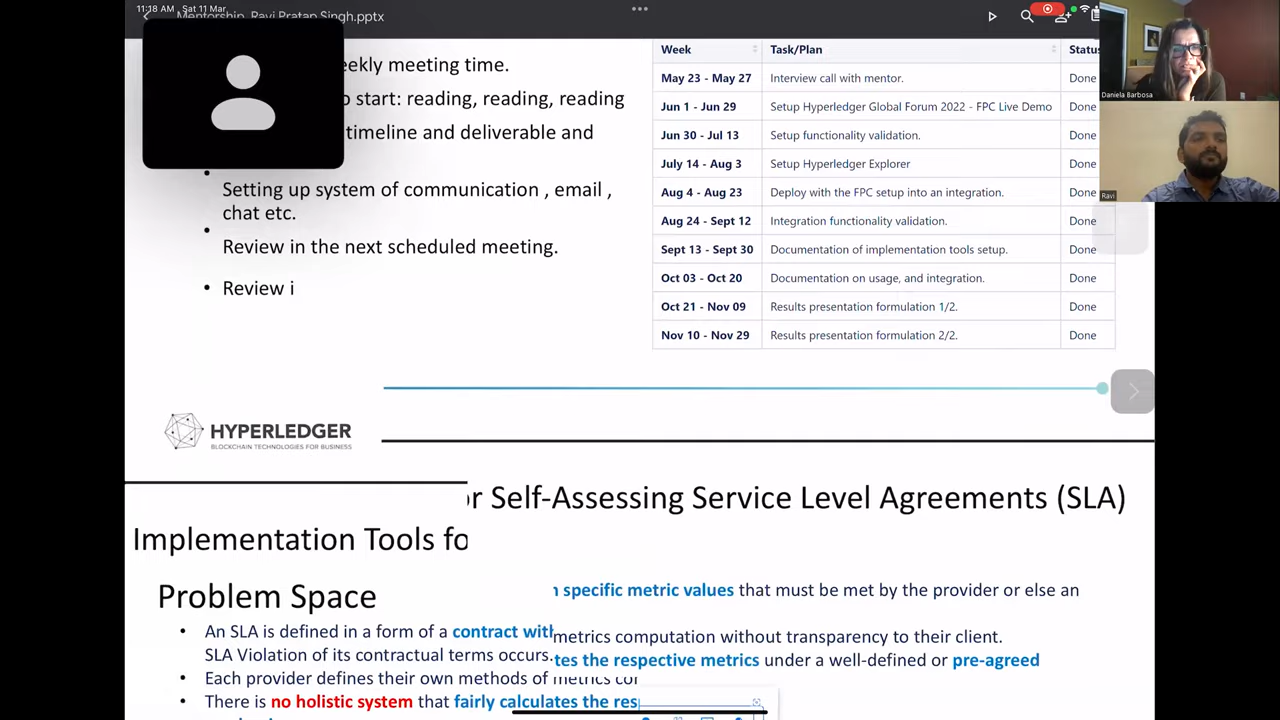 11:18 AM Sat 11 Mar
Mentorship, Ravi Pratap Singh.pptx
Daniela Barbosa
Ravi
eekly meeting time.
start: reading, reading, reading
timeline and deliverable and
Setting up system of communication , email ,
chat etc.
Review in the next scheduled meeting.
Review i
Week Task/Plan Status
May 23 - May 27 Interview call with mentor. Done
Jun 1 - Jun 29 Setup Hyperledger Global Forum 2022 - FPC Live Demo Done
Jun 30 - Jul 13 Setup functionality validation. Done
July 14 - Aug 3 Setup Hyperledger Explorer Done
Aug 4 - Aug 23 Deploy with the FPC setup into an integration. Done
Aug 24 - Sept 12 Integration functionality validation. Done
Sept 13 - Sept 30 Documentation of implementation tools setup. Done
Oct 03 - Oct 20 Documentation on usage, and integration. Done
Oct 21 - Nov 09 Results presentation formulation 1/2. Done
Nov 10 - Nov 29 Results presentation formulation 2/2. Done
HYPERLEDGER
BLOCKCHAIN TECHNOLOGIES FOR BUSINESS
r Self-Assessing Service Level Agreements (SLA)
Implementation Tools fo
Problem Space
specific metric values that must be met by the provider or else an
An SLA is defined in a form of a contract with
metrics computation without transparency to their client.
SLA Violation of its contractual terms occurs.
tes the respective metrics under a well-defined or pre-agreed
Each provider defines their own methods of metrics cor
There is no holistic system that fairly calculates the res